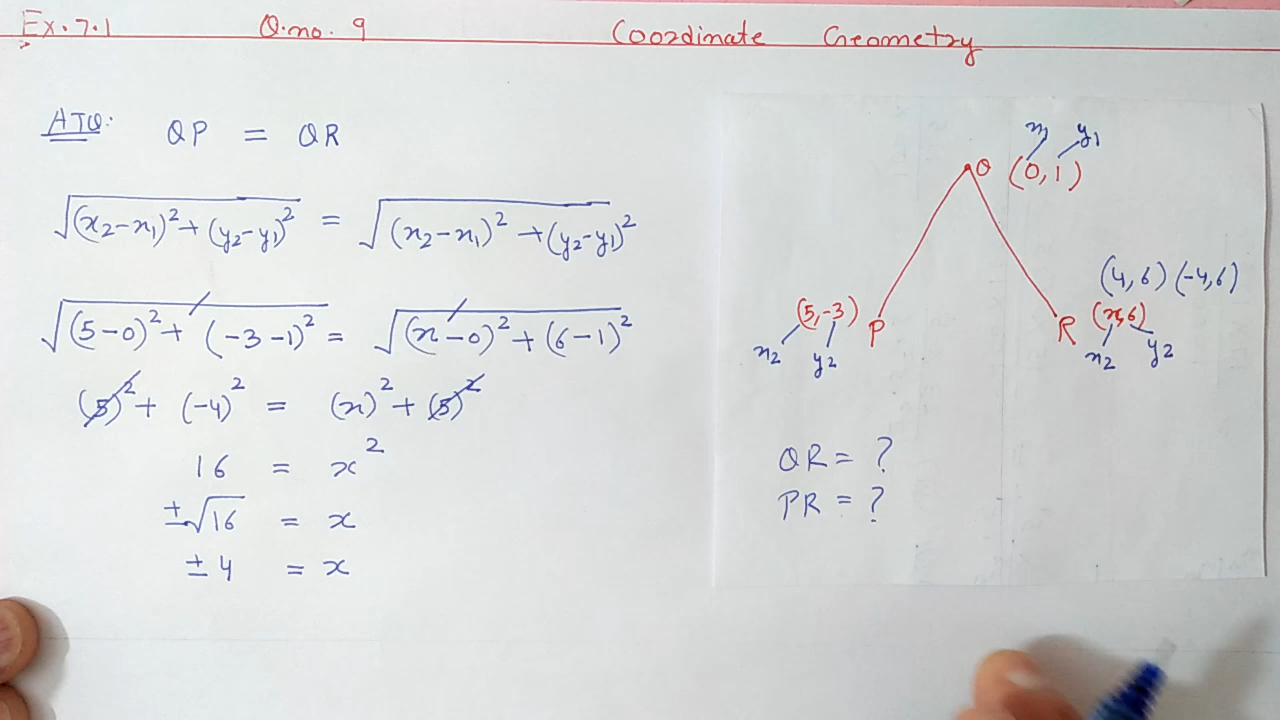 Ex. 7.1 Q.no. 9 Coordinate Geometry
ATQ: QP = QR
√(x₂-x₁)²+(y₂-y₁)² = √(x₂-x₁)²+(y₂-y₁)²
√(5-0)²+(-3-1)² = √(x-0)²+(6-1)²
(5)²+(-4)² = (x)²+(5)²
16 = x²
±√16 = x
±4 = x
x₁ y₁
Q (0,1)
(4,6) (-4,6)
(5,-3) P R (x,6)
x₂ y₂ x₂ y₂
QR = ?
PR = ?